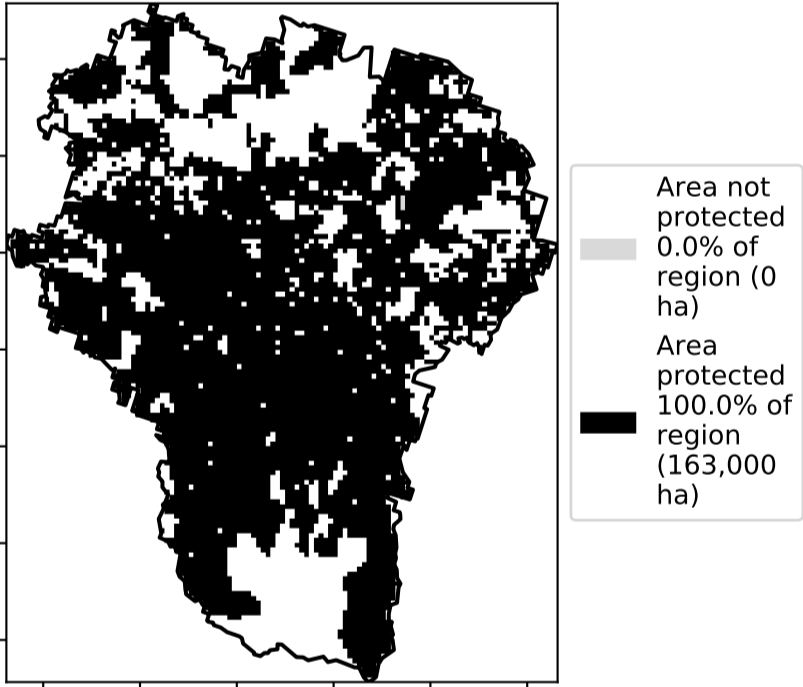 Area not
protected
0.0% of
region (0
ha)
Area
protected
100.0% of
region
(163,000
ha)